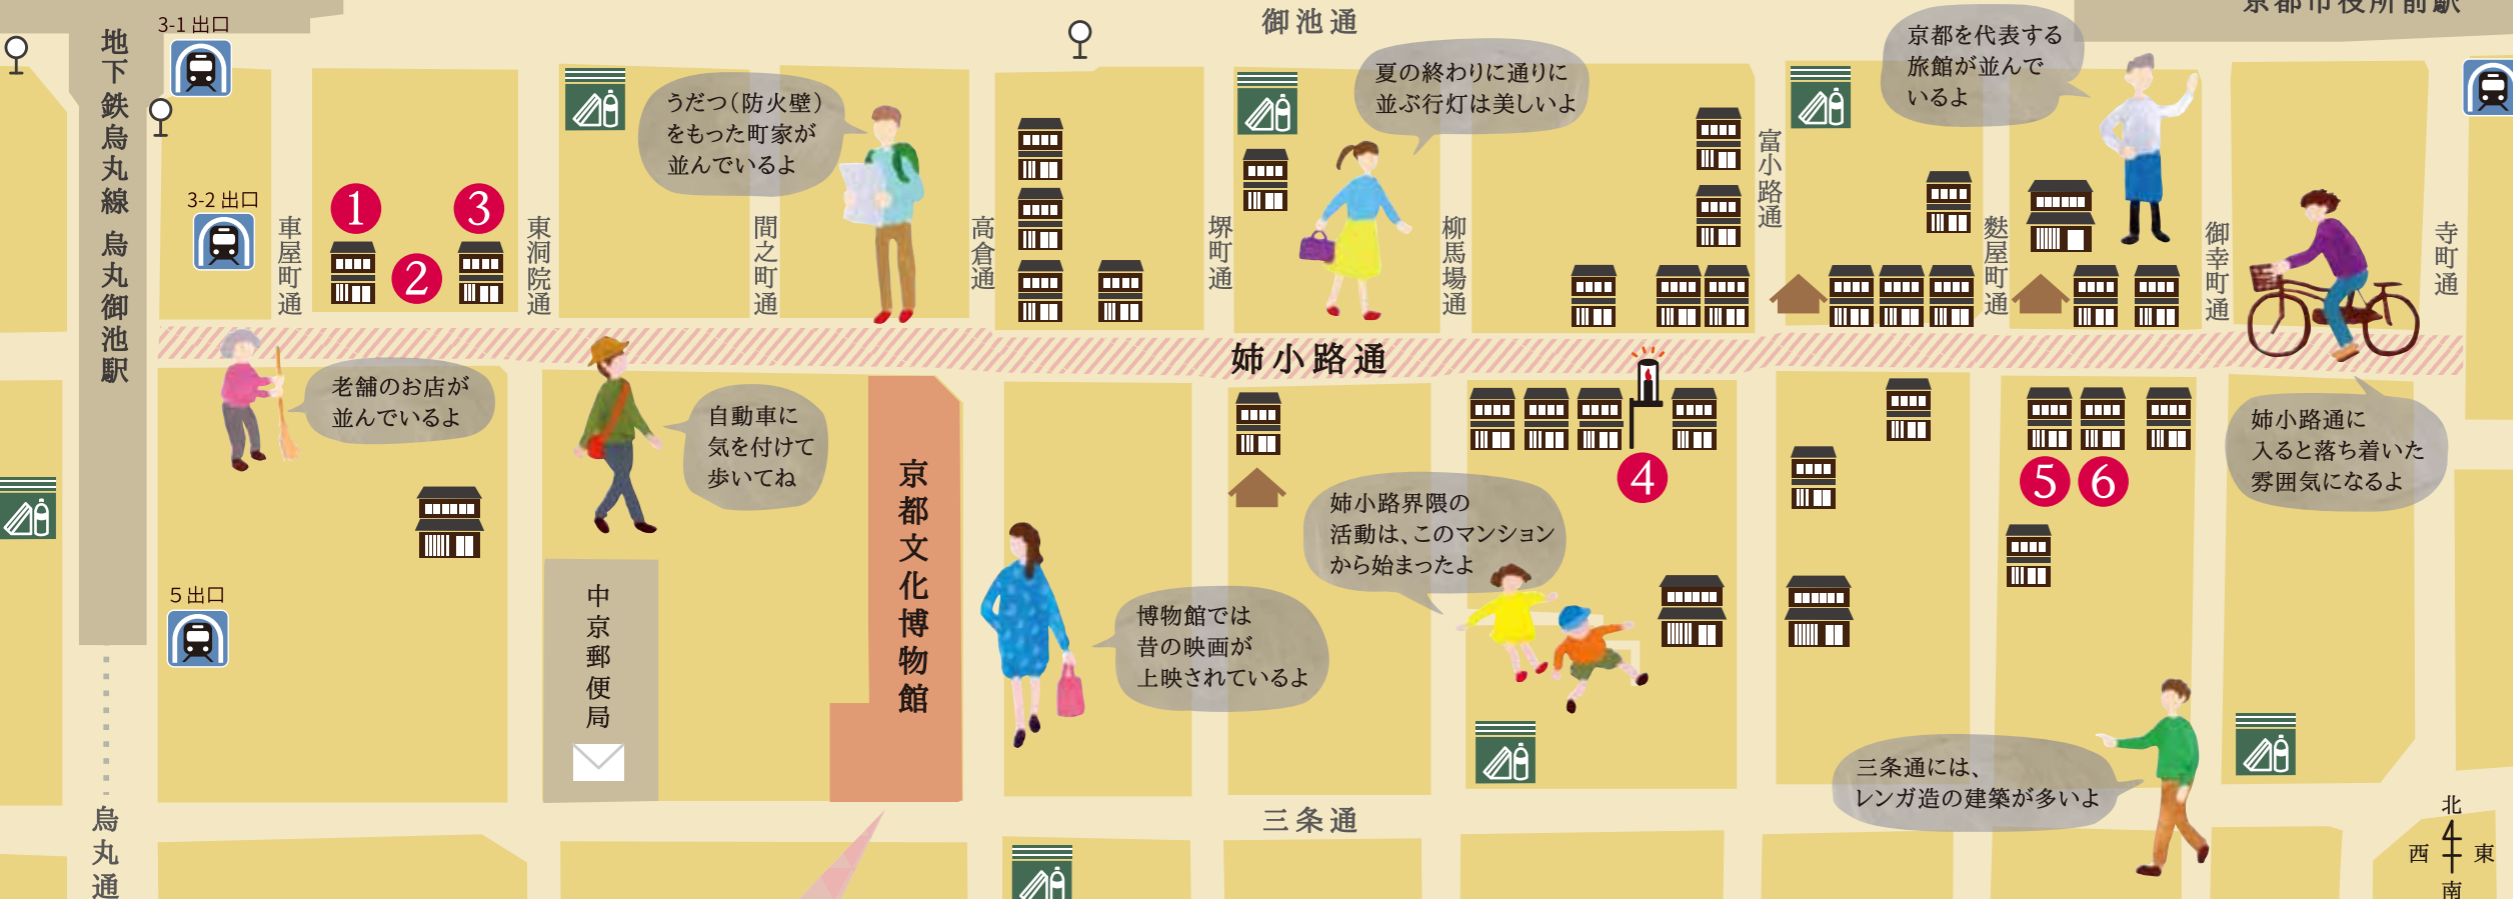 御池通
京都市役所前駅
3-1 出口
地下鉄烏丸線 烏丸御池駅
3-2 出口
車屋町通
東洞院通
間之町通
高倉通
堺町通
柳馬場通
富小路通
麩屋町通
御幸町通
寺町通
1
2
3
うだつ（防火壁）
をもった町家が
並んでいるよ
夏の終わりに通りに
並ぶ行灯は美しいよ
京都を代表する
旅館が並んで
いるよ
姉小路通
老舗のお店が
並んでいるよ
自動車に
気を付けて
歩いてね
京都文化博物館
中京郵便局
博物館では
昔の映画が
上映されているよ
姉小路界隈の
活動は、このマンション
から始まったよ
4
5
6
姉小路通に
入ると落ち着いた
雰囲気になるよ
三条通には、
レンガ造の建築が多いよ
5 出口
烏丸通
三条通
北
西
東
南